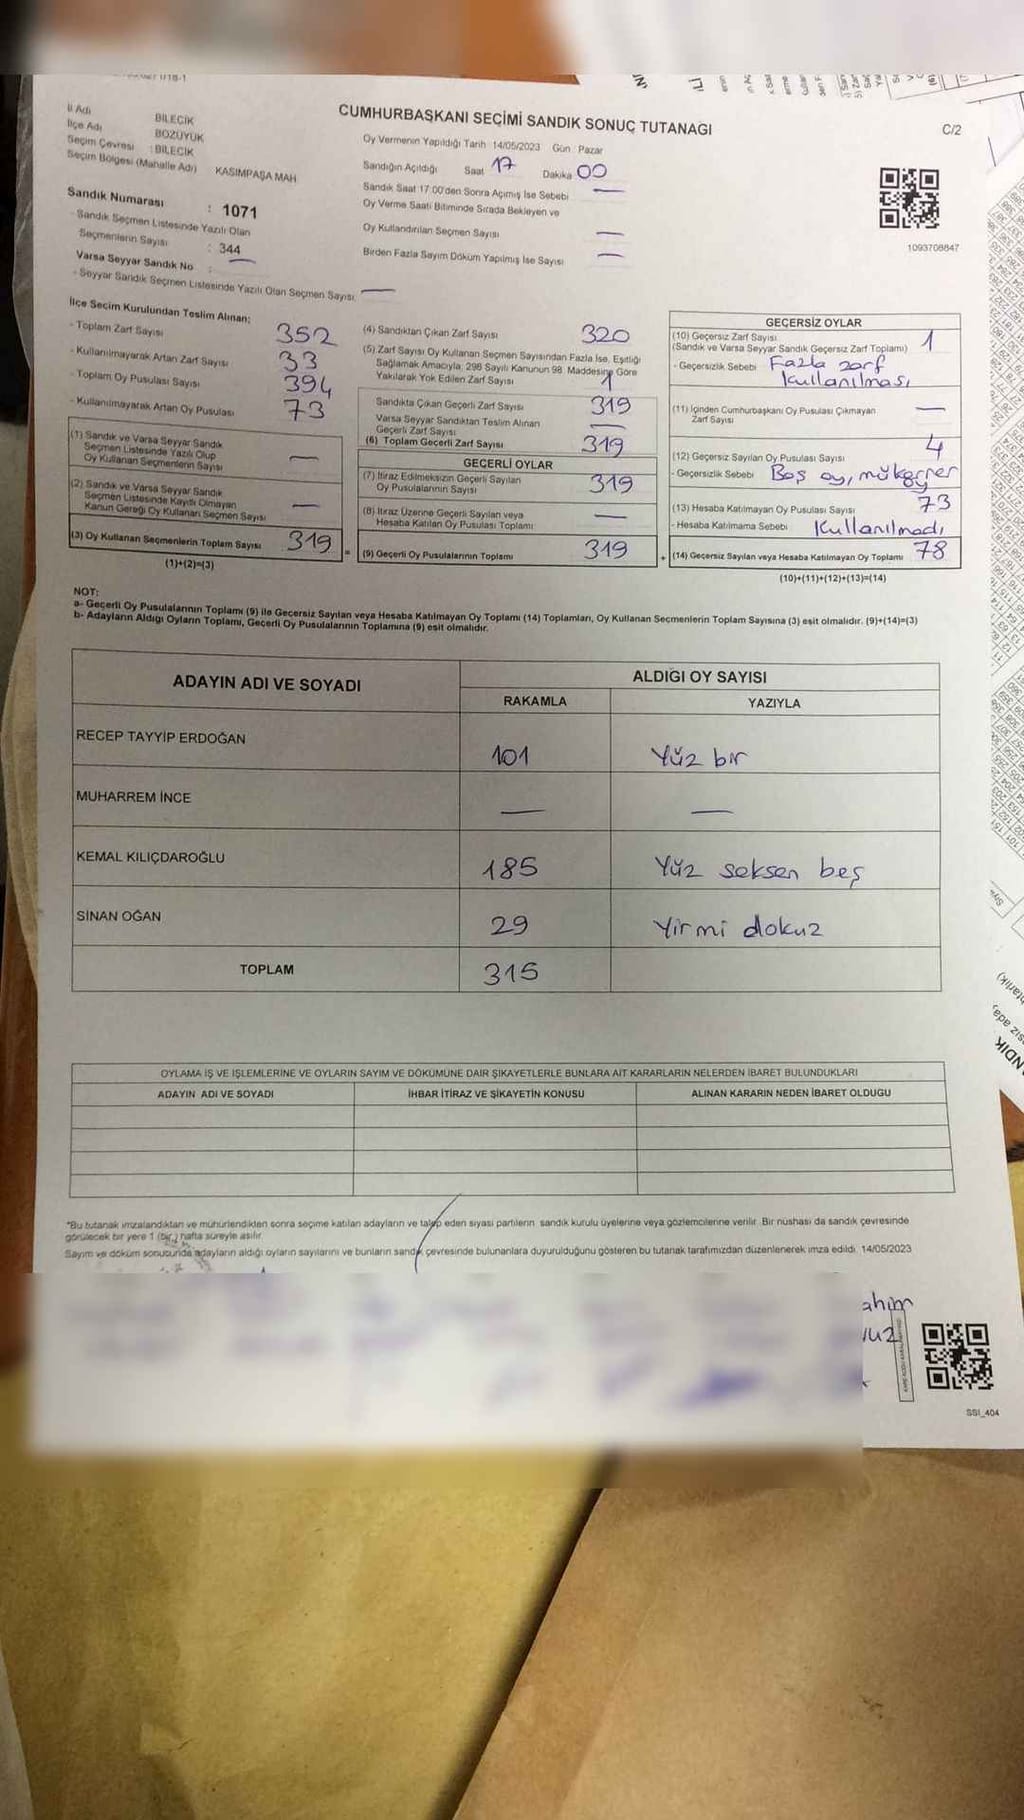 CUMHURBAŞKANI SEÇİMİ SANDIK SONUÇ TUTANAĞI
C/2
İl Adı BİLECİK
İlçe Adı BOZÜYÜK
Seçim Çevresi : BİLECİK
Seçim Bölgesi (Mahalle Adı) KASIMPAŞA MAH
Sandık Numarası : 1071
- Sandık Seçmen Listesinde Yazılı Olan
Seçmenlerin Sayısı : 344
Varsa Seyyar Sandık No : —
- Seyyar Sandık Seçmen Listesinde Yazılı Olan Seçmen Sayısı —
Oy Vermenin Yapıldığı Tarih 14/05/2023 Gün : Pazar
Sandığın Açıldığı Saat 17 Dakika 00
Sandık Saat 17:00'den Sonra Açımış İse Sebebi —
Oy Verme Saati Bitiminde Sırada Bekleyen ve
Oy Kullandırılan Seçmen Sayısı —
Birden Fazla Sayım Döküm Yapılmış İse Sayısı —
1093708847
İlçe Seçim Kurulundan Teslim Alınan;
- Toplam Zarf Sayısı 352
- Kullanılmayarak Artan Zarf Sayısı 33
- Toplam Oy Pusulası Sayısı 394
- Kullanılmayarak Artan Oy Pusulası 73
(1) Sandık ve Varsa Seyyar Sandık
Seçmen Listesinde Yazılı Olup
Oy Kullanan Seçmenlerin Sayısı —
(2) Sandık ve Varsa Seyyar Sandık
Seçmen Listesinde Kayıtlı Olmayan
Kanun Gereği Oy Kullanan Seçmen Sayısı —
(3) Oy Kullanan Seçmenlerin Toplam Sayısı 319 =
(1)+(2)=(3)
(4) Sandıktan Çıkan Zarf Sayısı 320
(5) Zarf Sayısı Oy Kullanan Seçmen Sayısından Fazla İse, Eşitliği
Sağlamak Amacıyla, 298 Sayılı Kanunun 98. Maddesine Göre
Yakılarak Yok Edilen Zarf Sayısı 1
Sandıkta Çıkan Geçerli Zarf Sayısı 319
Varsa Seyyar Sandıktan Teslim Alınan
Geçerli Zarf Sayısı —
(6) Toplam Geçerli Zarf Sayısı 319
GEÇERLİ OYLAR
(7) İtiraz Edilmeksizin Geçerli Sayılan
Oy Pusulalarının Sayısı 319
(8) İtiraz Üzerine Geçerli Sayılan veya
Hesaba Katılan Oy Pusulası Toplamı —
(9) Geçerli Oy Pusulalarının Toplamı 319 +
GEÇERSİZ OYLAR
(10) Geçersiz Zarf Sayısı 1
(Sandık ve Varsa Seyyar Sandık Geçersiz Zarf Toplamı)
- Geçersizlik Sebebi Fazla zarf
kullanılması
(11) İçinden Cumhurbaşkanı Oy Pusulası Çıkmayan
Zarf Sayısı —
(12) Geçersiz Sayılan Oy Pusulası Sayısı 4
- Geçersizlik Sebebi Boş oy, mükerrer
(13) Hesaba Katılmayan Oy Pusulası Sayısı 73
- Hesaba Katılmama Sebebi Kullanılmadı
(14) Geçersiz Sayılan veya Hesaba Katılmayan Oy Toplamı 78
(10)+(11)+(12)+(13)=(14)
NOT:
a- Geçerli Oy Pusulalarının Toplamı (9) ile Geçersiz Sayılan veya Hesaba Katılmayan Oy Toplamı (14) Toplamları, Oy Kullanan Secmenlerin Toplam Sayısına (3) eşit olmalıdır. (9)+(14)=(3)
b- Adayların Aldığı Oyların Toplamı, Geçerli Oy Pusulalarının Toplamına (9) eşit olmalıdır.
ADAYIN ADI VE SOYADI ALDIĞI OY SAYISI
RAKAMLA YAZIYLA
RECEP TAYYİP ERDOĞAN 101 Yüz bir
MUHARREM İNCE — —
KEMAL KILIÇDAROĞLU 185 Yüz seksen beş
SİNAN OĞAN 29 Yirmi dokuz
TOPLAM 315
OYLAMA İŞ VE İŞLEMLERİNE VE OYLARIN SAYIM VE DÖKÜMÜNE DAİR ŞİKAYETLERLE BUNLARA AİT KARARLARIN NELERDEN İBARET BULUNDUKLARI
ADAYIN ADI VE SOYADI İHBAR İTİRAZ VE ŞİKAYETİN KONUSU ALINAN KARARIN NEDEN İBARET OLDUĞU
*Bu tutanak imzalandıktan ve mühürlendikten sonra seçime katılan adayların ve talep eden siyasi partilerin sandık kurulu üyelerine veya gözlemcilerine verilir. Bir nüshası da sandık çevresinde
görülecek bir yere 1 (bir) hafta süreyle asılır.
Sayım ve döküm sonucunda adayların aldığı oyların sayılarını ve bunların sandık çevresinde bulunanlara duyurulduğunu gösteren bu tutanak tarafımızdan düzenlenerek imza edildi. 14/05/2023
ahim
SSI_404